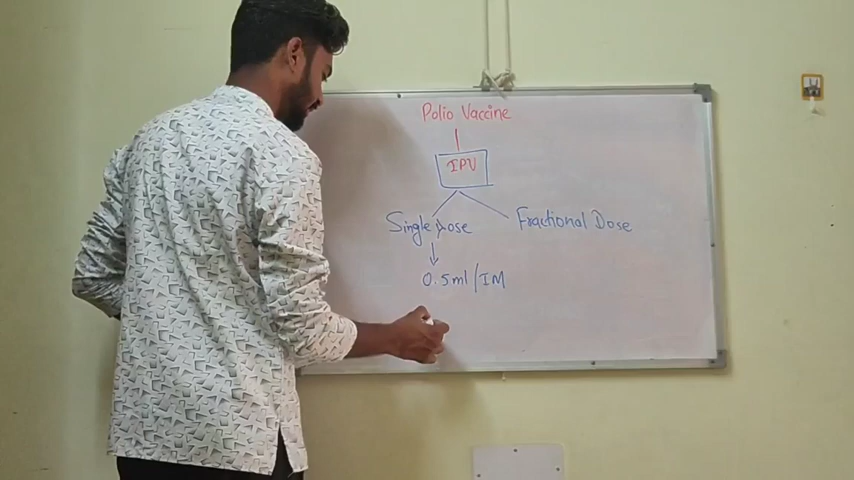 Polio Vaccine
IPV
Single Dose
Fractional Dose
0.5ml/IM